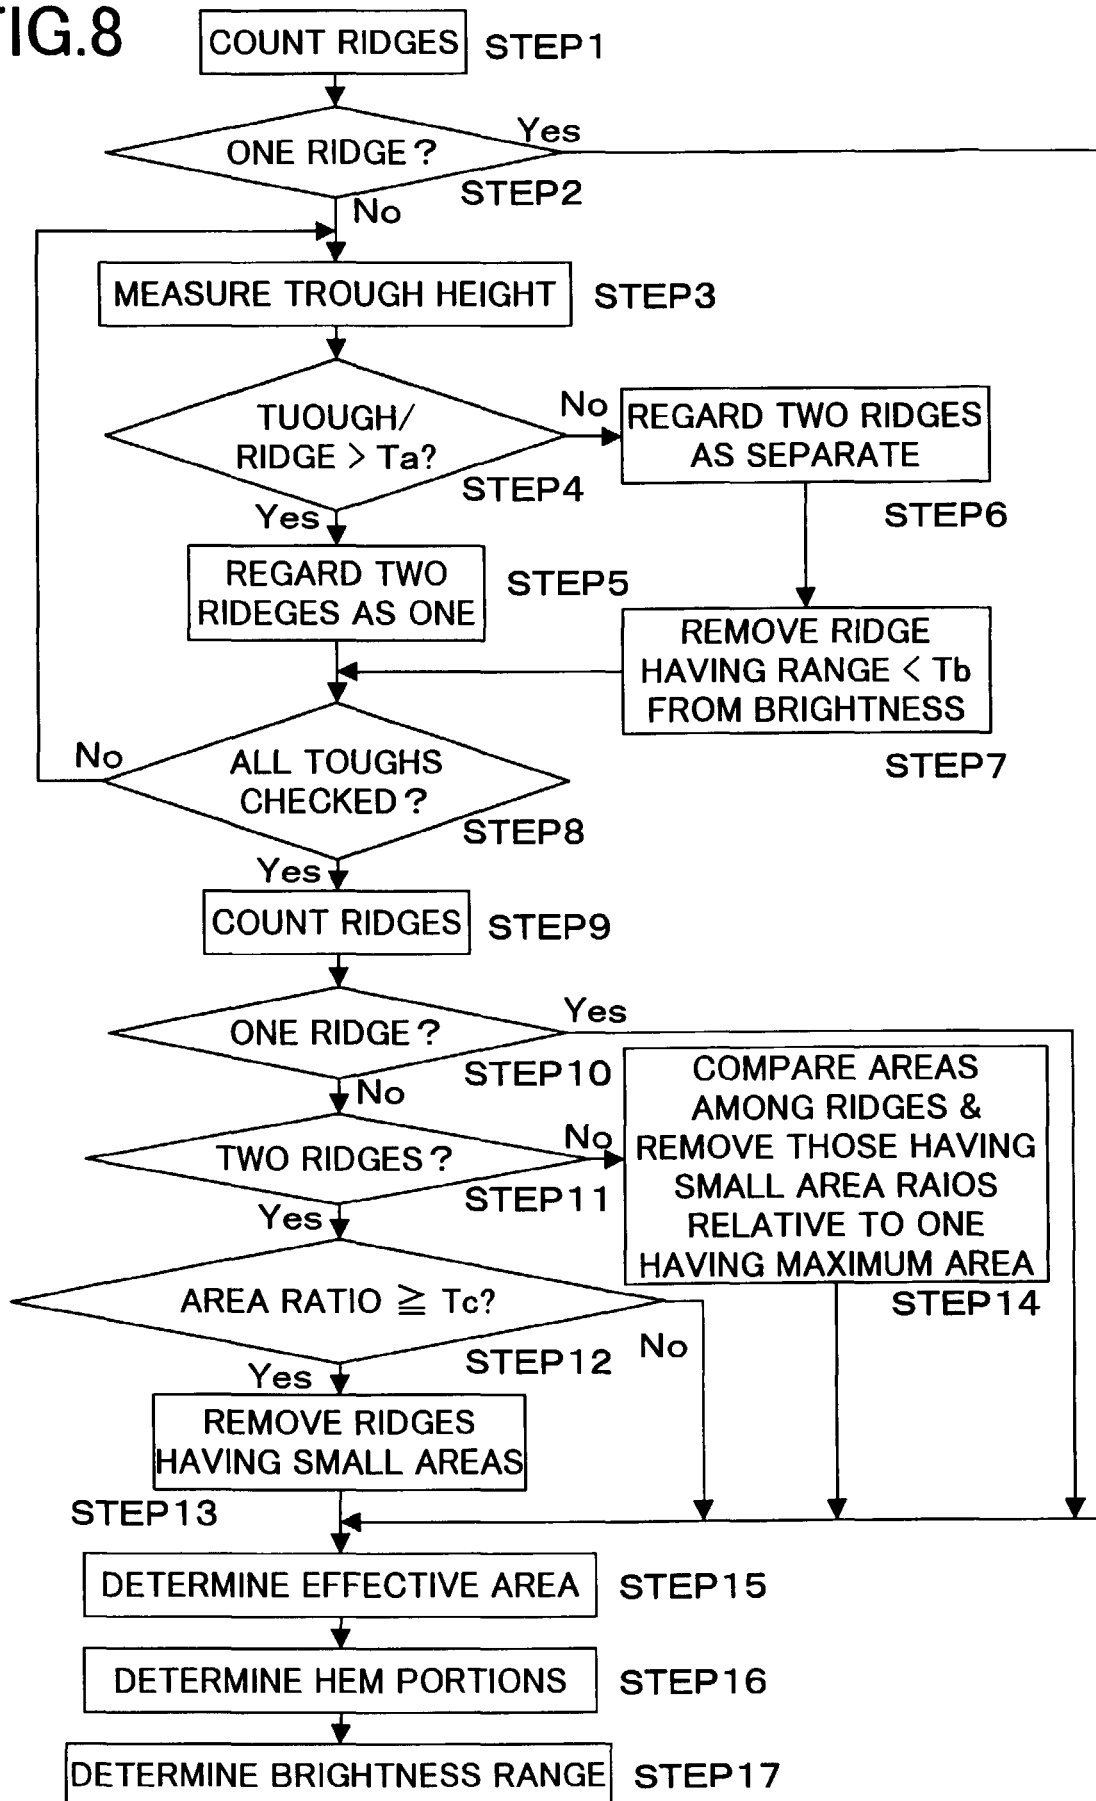 FIG.8
COUNT RIDGES
STEP1
ONE RIDGE?
Yes
STEP2
No
MEASURE TROUGH HEIGHT
STEP3
TUOUGH/
RIDGE > Ta?
No
STEP4
Yes
REGARD TWO RIDGES
AS SEPARATE
STEP6
REGARD TWO
RIDEGES AS ONE
STEP5
REMOVE RIDGE
HAVING RANGE < Tb
FROM BRIGHTNESS
STEP7
No
ALL TOUGHS
CHECKED?
STEP8
Yes
COUNT RIDGES
STEP9
ONE RIDGE?
Yes
STEP10
No
TWO RIDGES?
No
STEP11
Yes
COMPARE AREAS
AMONG RIDGES &
REMOVE THOSE HAVING
SMALL AREA RAIOS
RELATIVE TO ONE
HAVING MAXIMUM AREA
STEP14
AREA RATIO ≧ Tc?
STEP12
No
Yes
REMOVE RIDGES
HAVING SMALL AREAS
STEP13
DETERMINE EFFECTIVE AREA
STEP15
DETERMINE HEM PORTIONS
STEP16
DETERMINE BRIGHTNESS RANGE
STEP17